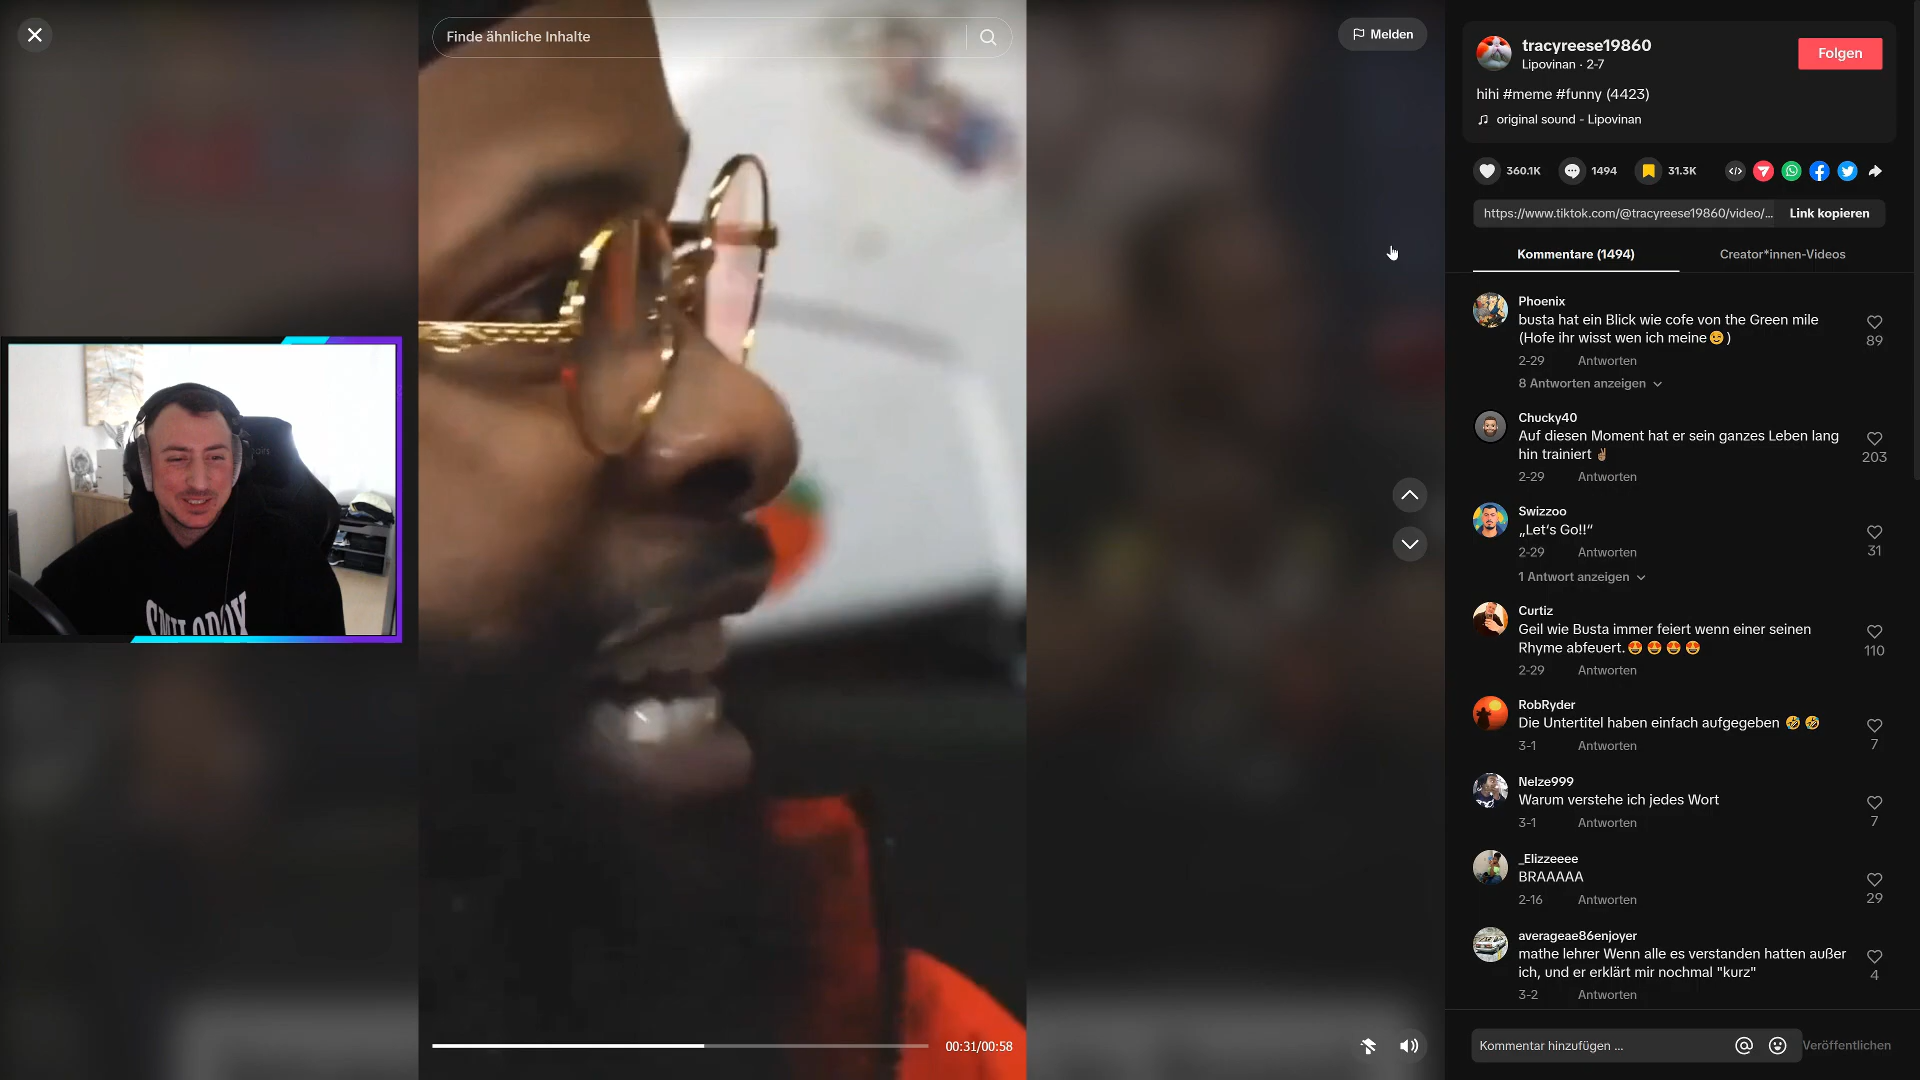 Finde ähnliche Inhalte
Melden
tracyreese19860
Lipovinan · 2-7
Folgen
hihi #meme #funny (4423)
original sound - Lipovinan
360.1K
1494
31.3K
https://www.tiktok.com/@tracyreese19860/video/...
Link kopieren
Kommentare (1494)
Creator*innen-Videos
Phoenix
busta hat ein Blick wie cofe von the Green mile
(Hofe ihr wisst wen ich meine😉)
89
2-29 Antworten
8 Antworten anzeigen
Chucky40
Auf diesen Moment hat er sein ganzes Leben lang
hin trainiert ✌🏽
203
2-29 Antworten
Swizzoo
„Let‘s Go!!“
31
2-29 Antworten
1 Antwort anzeigen
Curtiz
Geil wie Busta immer feiert wenn einer seinen
Rhyme abfeuert.🤩🤩🤩🤩
110
2-29 Antworten
RobRyder
Die Untertitel haben einfach aufgegeben 🤣🤣
7
3-1 Antworten
Nelze999
Warum verstehe ich jedes Wort
7
3-1 Antworten
_Elizzeeee
BRAAAAA
29
2-16 Antworten
averageae86enjoyer
mathe lehrer Wenn alle es verstanden hatten außer
ich, und er erklärt mir nochmal "kurz"
4
3-2 Antworten
00:31/00:58
Kommentar hinzufügen ...
Veröffentlichen